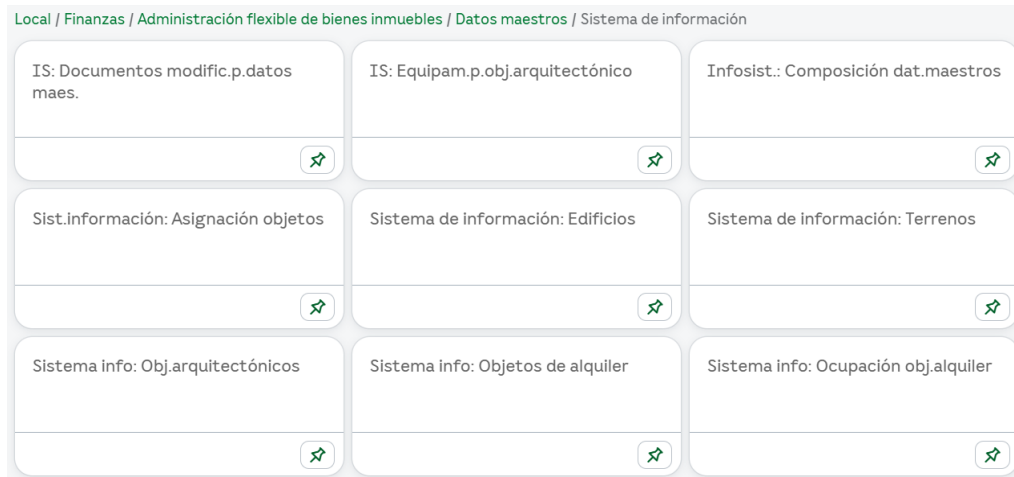 Local / Finanzas / Administración flexible de bienes inmuebles / Datos maestros / Sistema de información
IS: Documentos modific.p.datos
maes.
IS: Equipam.p.obj.arquitectónico
Infosist.: Composición dat.maestros
Sist.información: Asignación objetos
Sistema de información: Edificios
Sistema de información: Terrenos
Sistema info: Obj.arquitectónicos
Sistema info: Objetos de alquiler
Sistema info: Ocupación obj.alquiler